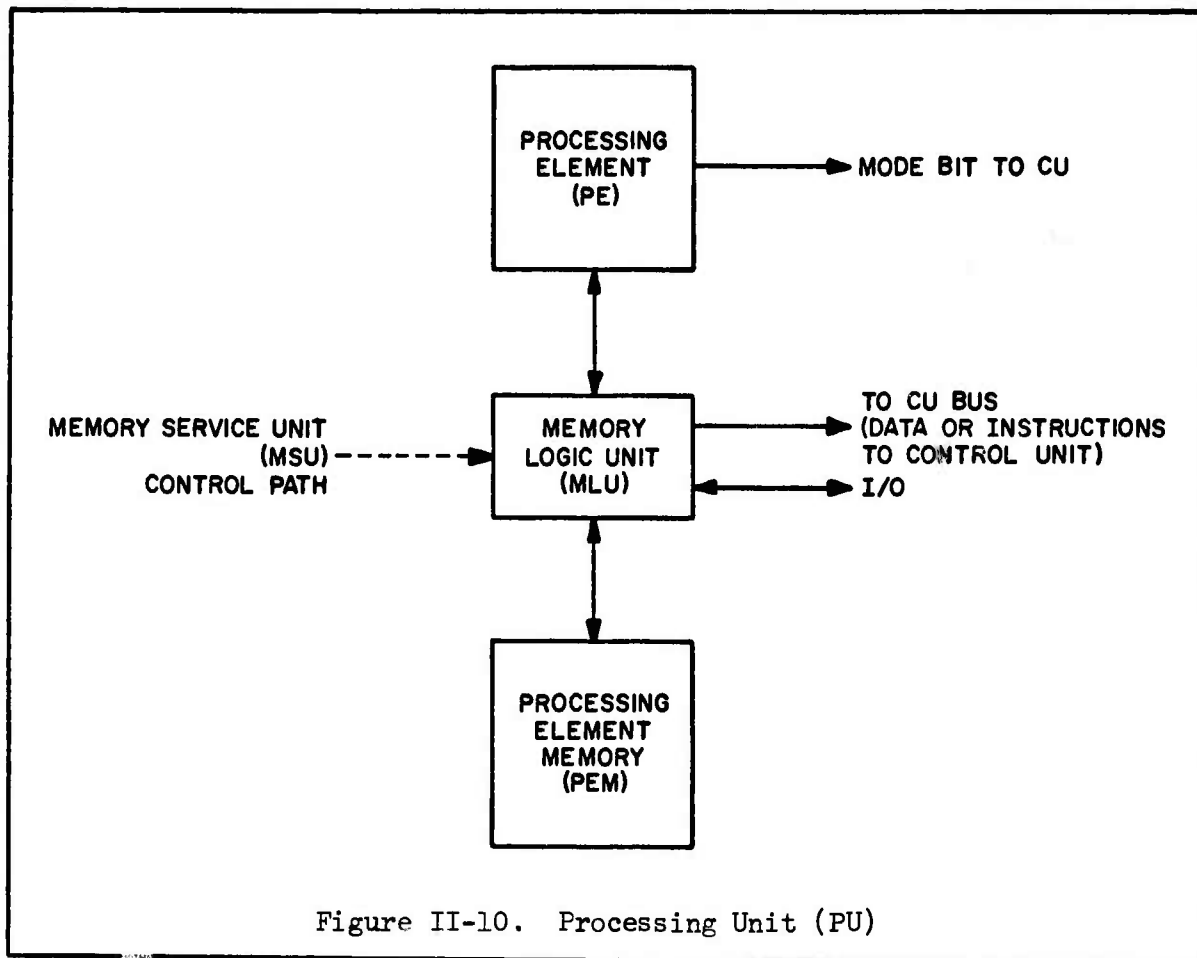 PROCESSING
ELEMENT
(PE)
MODE BIT TO CU
MEMORY SERVICE UNIT
(MSU)
CONTROL PATH
MEMORY
LOGIC UNIT
(MLU)
TO CU BUS
(DATA OR INSTRUCTIONS
TO CONTROL UNIT)
I/O
PROCESSING
ELEMENT
MEMORY
(PEM)
Figure II-10. Processing Unit (PU)